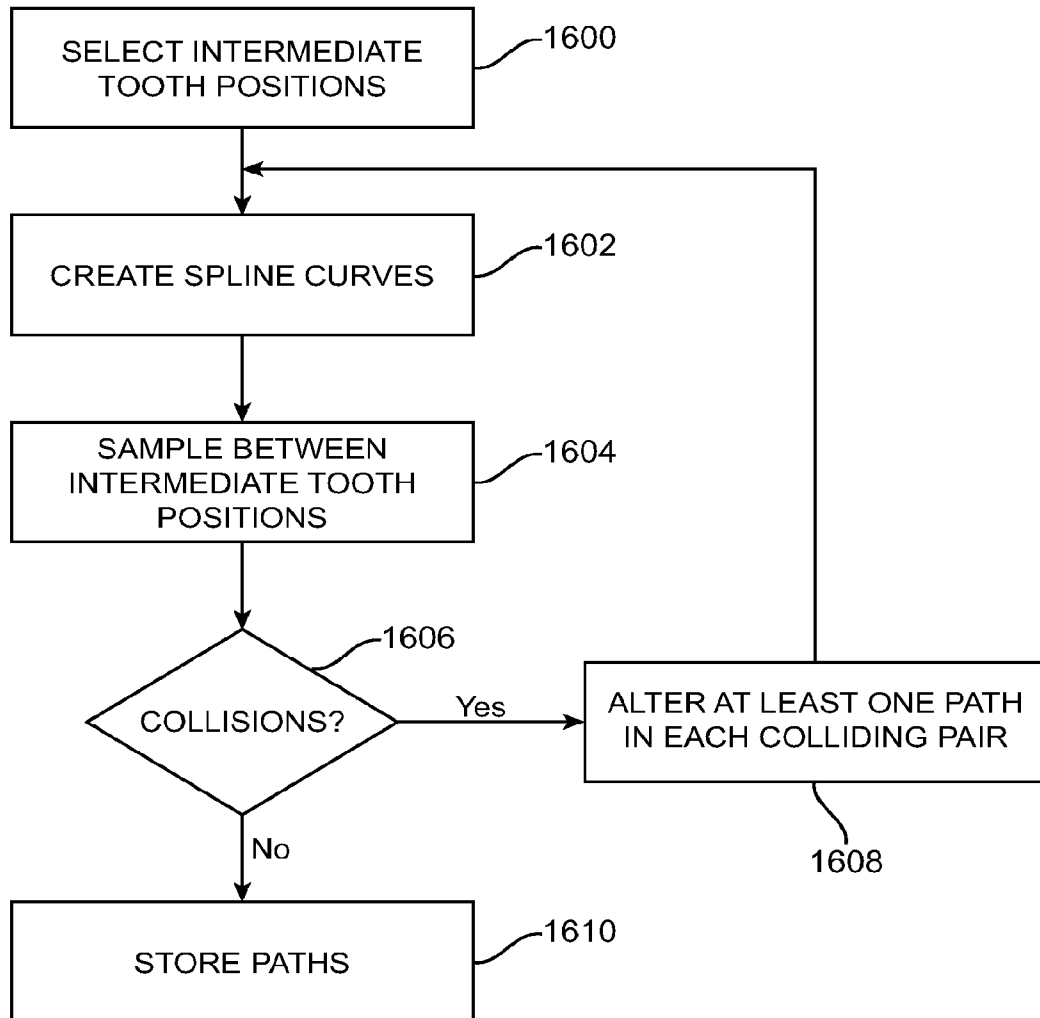 SELECT INTERMEDIATE
TOOTH POSITIONS
1600
CREATE SPLINE CURVES
1602
SAMPLE BETWEEN
INTERMEDIATE TOOTH
POSITIONS
1604
COLLISIONS?
1606
Yes
ALTER AT LEAST ONE PATH
IN EACH COLLIDING PAIR
1608
No
STORE PATHS
1610